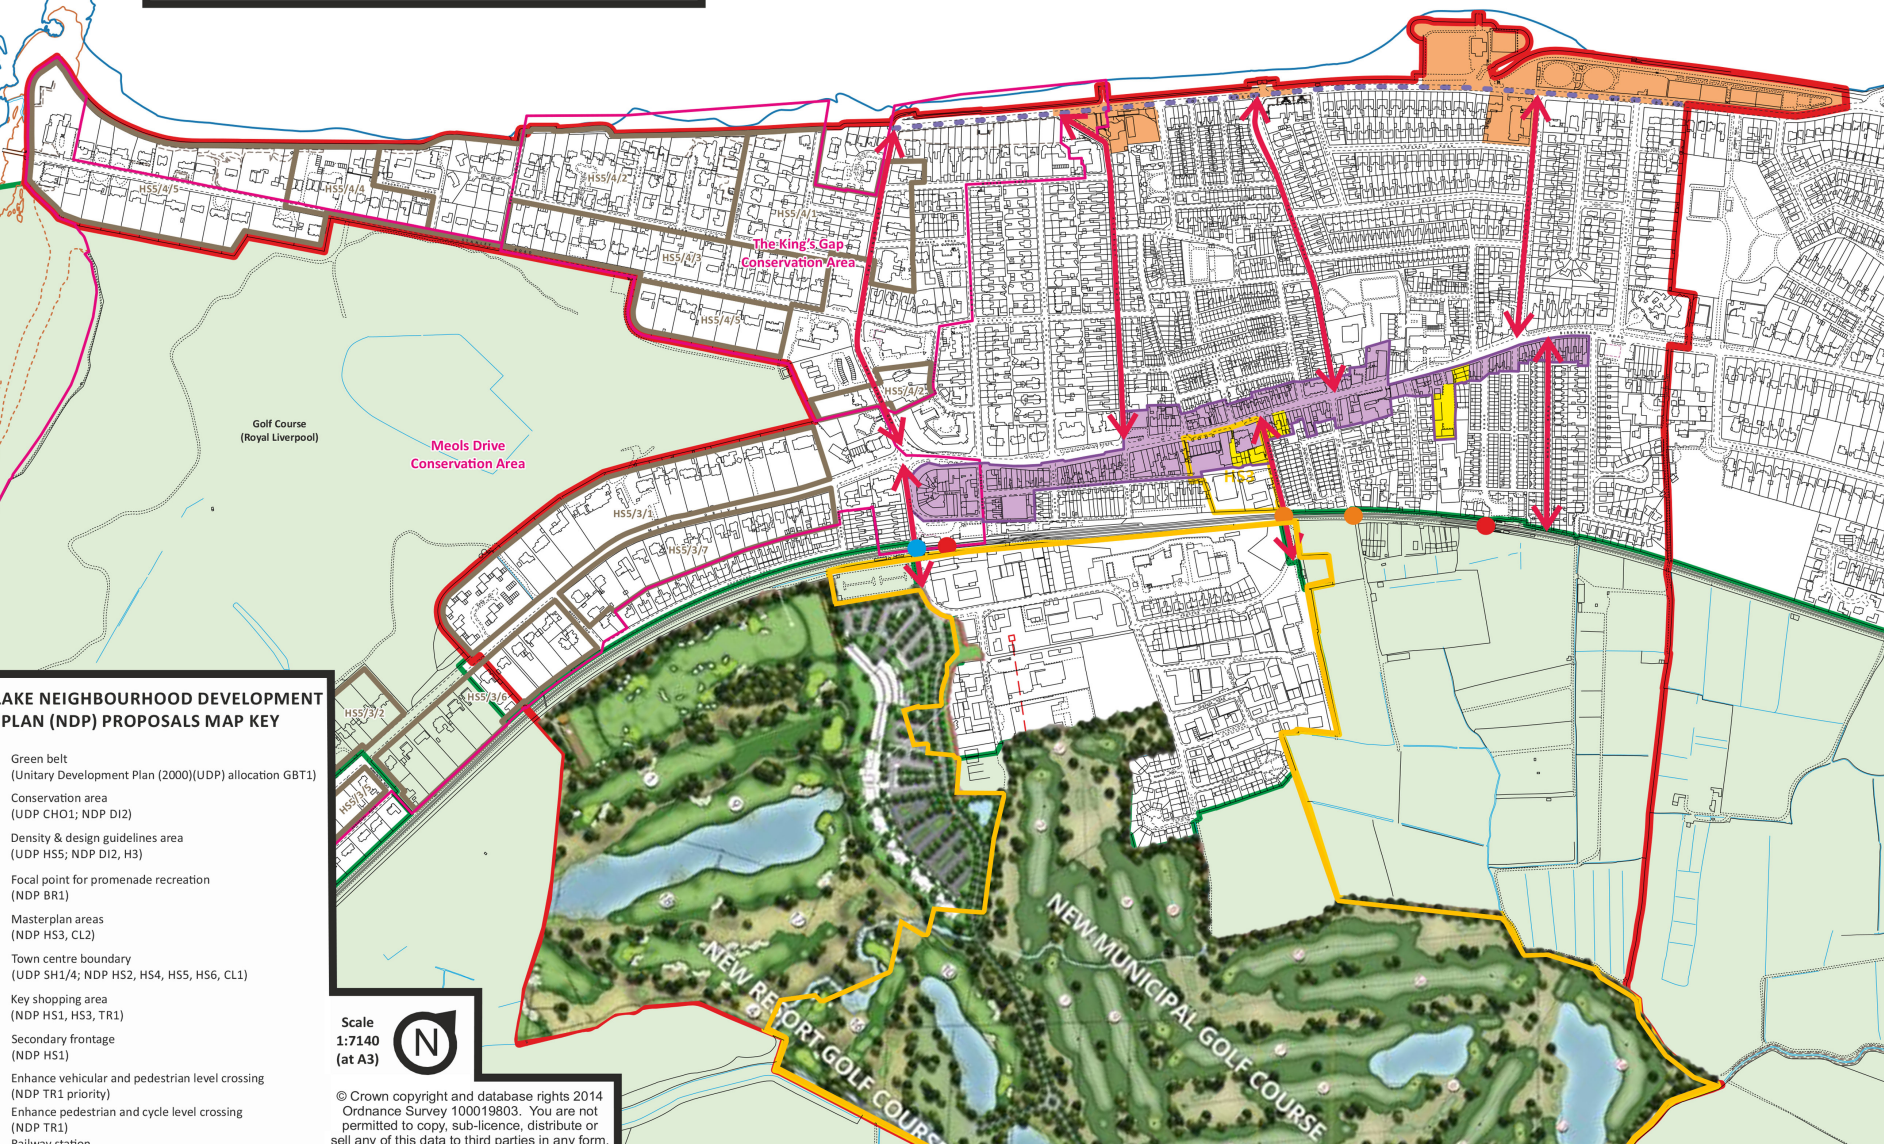 HS5/4/5
HS5/4/4
HS5/4/2
HS5/4/1
HS5/4/3
The King's Gap
Conservation Area
HS5/4/5
HS5/4/2
Golf Course
(Royal Liverpool)
Meols Drive
Conservation Area
HS3
HS5/3/1
HS5/3/7
HS5/3/6
HS5/3/2
HS5/3/5
NEW RESORT GOLF COURS
NEW MUNICIPAL GOLF COURSE
LAKE NEIGHBOURHOOD DEVELOPMENT
PLAN (NDP) PROPOSALS MAP KEY
Green belt
(Unitary Development Plan (2000)(UDP) allocation GBT1)
Conservation area
(UDP CHO1; NDP DI2)
Density & design guidelines area
(UDP HS5; NDP DI2, H3)
Focal point for promenade recreation
(NDP BR1)
Masterplan areas
(NDP HS3, CL2)
Town centre boundary
(UDP SH1/4; NDP HS2, HS4, HS5, HS6, CL1)
Key shopping area
(NDP HS1, HS3, TR1)
Secondary frontage
(NDP HS1)
Enhance vehicular and pedestrian level crossing
(NDP TR1 priority)
Enhance pedestrian and cycle level crossing
(NDP TR1)
Railway station
Scale
1:7140
(at A3)
N
© Crown copyright and database rights 2014
Ordnance Survey 100019803. You are not
permitted to copy, sub-licence, distribute or
sell any of this data to third parties in any form.